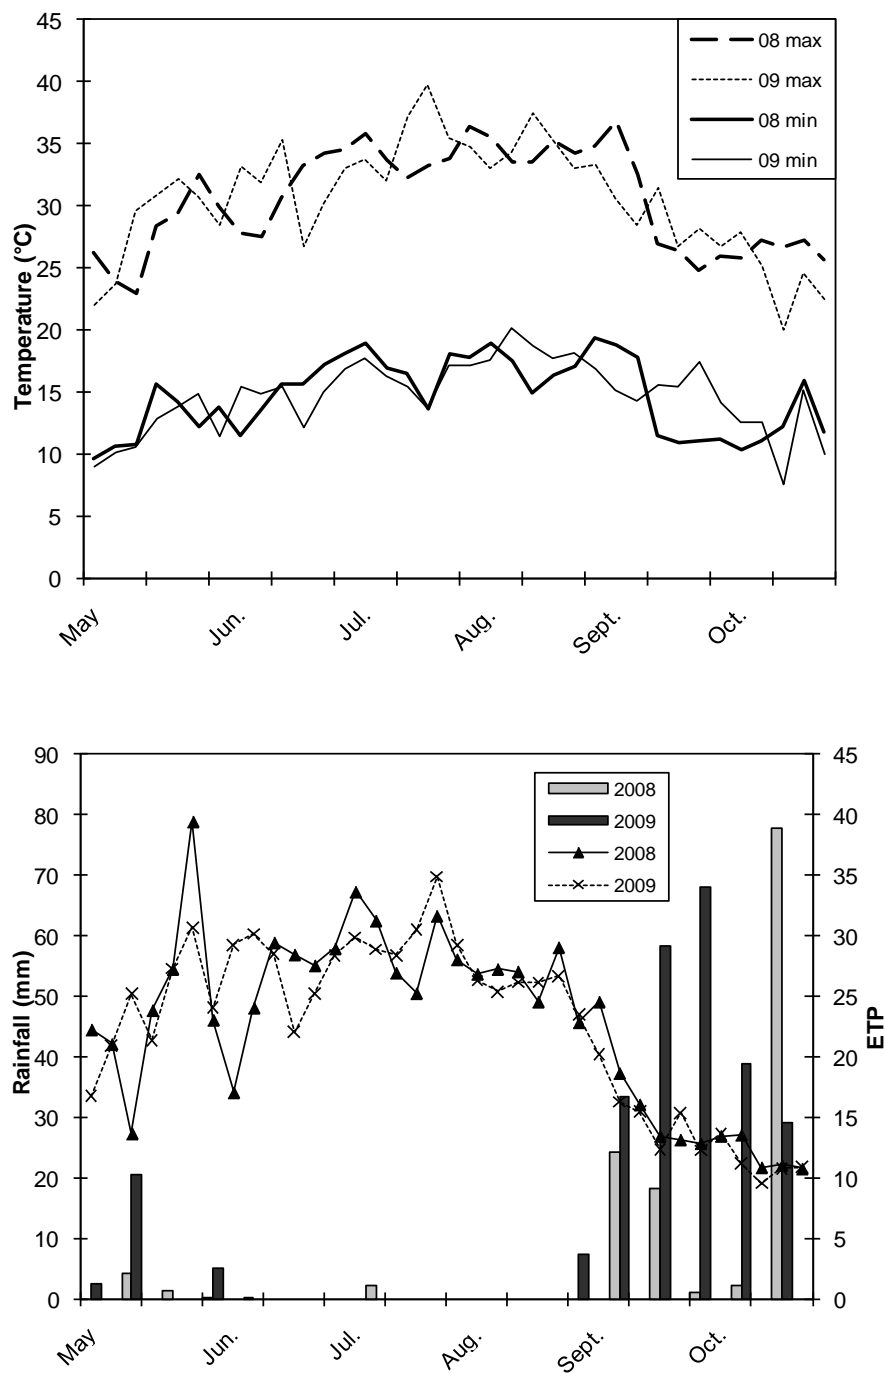 45
40
35
30
25
20
15
10
5
0
Temperature (°C)
08 max
09 max
08 min
09 min
May
Jun.
Jul.
Aug.
Sept.
Oct.
90
80
70
60
50
40
30
20
10
0
Rainfall (mm)
2008
2009
2008
2009
45
40
35
30
25
20
15
10
5
0
ETP
May
Jun.
Jul.
Aug.
Sept.
Oct.